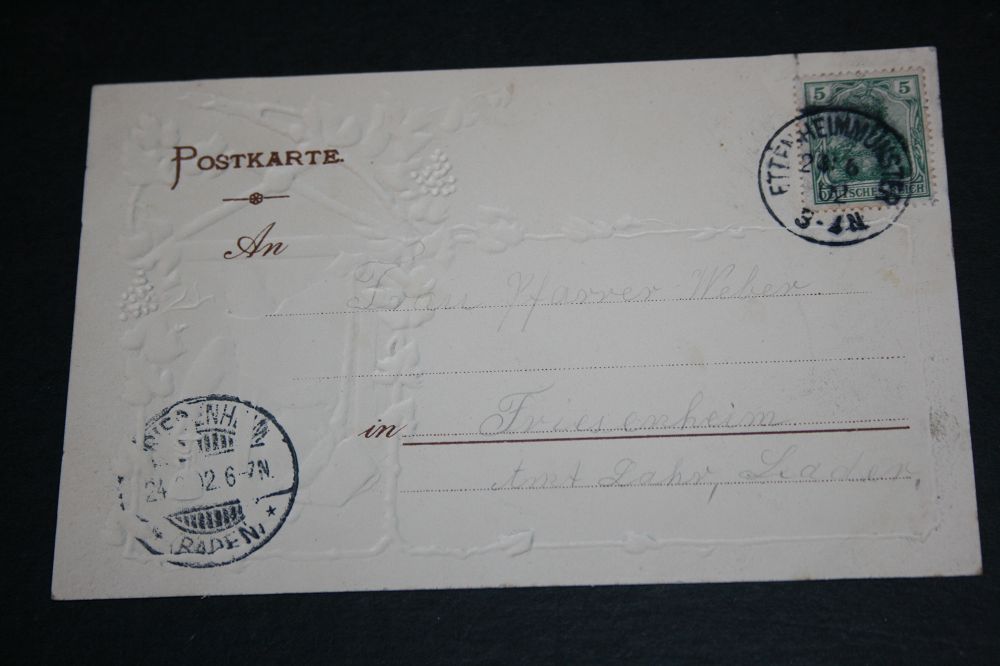 POSTKARTE.
An
Frau Pfarrer Weber
in Friesenheim
Amt Lahr, Baden
5
DEUTSCHES REICH
ETTENHEIMMÜNSTER
24 6
3-4N
FRIESENHEIM
24. 02. 6-7N.
* (BADEN) *